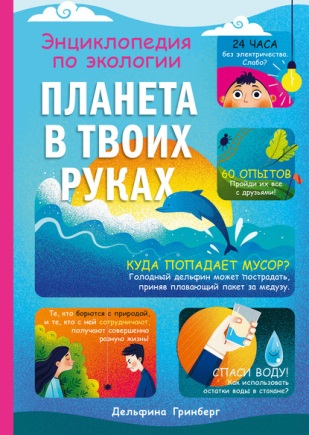 Энциклопедия
по экологии
ПЛАНЕТА
В ТВОИХ
РУКАХ
24 ЧАСА
без электричества.
Слабо?
60 ОПЫТОВ
Пройди их все
с друзьями!
КУДА ПОПАДАЕТ МУСОР?
Голодный дельфин может пострадать,
приняв плавающий пакет за медузу.
Те, кто борются с природой,
и те, кто с ней сотрудничают,
получают совершенно
разную жизнь!
СПАСИ ВОДУ!
Как использовать
остатки воды в стакане?
Дельфина Гринберг